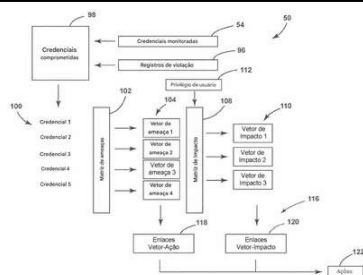 98
54
50
Credenciais monitoradas
Credenciais
comprometidas
96
Registros de violação
112
Privilégio de usuário
100
102
104
108
110
Credencial 1
Credencial 2
Credencial 3
Credencial 4
Credencial 5
Matriz de ameaças
Vetor de
ameaça 1
Vetor de
ameaça 2
Vetor de
ameaça 3
Vetor de
ameaça 4
Matriz de Impacto
Vetor de
Impacto 1
Vetor de
Impacto 2
Vetor de
Impacto 3
118
116
120
Enlaces
Vetor-Ação
Enlaces
Vetor-Impacto
122
Ações